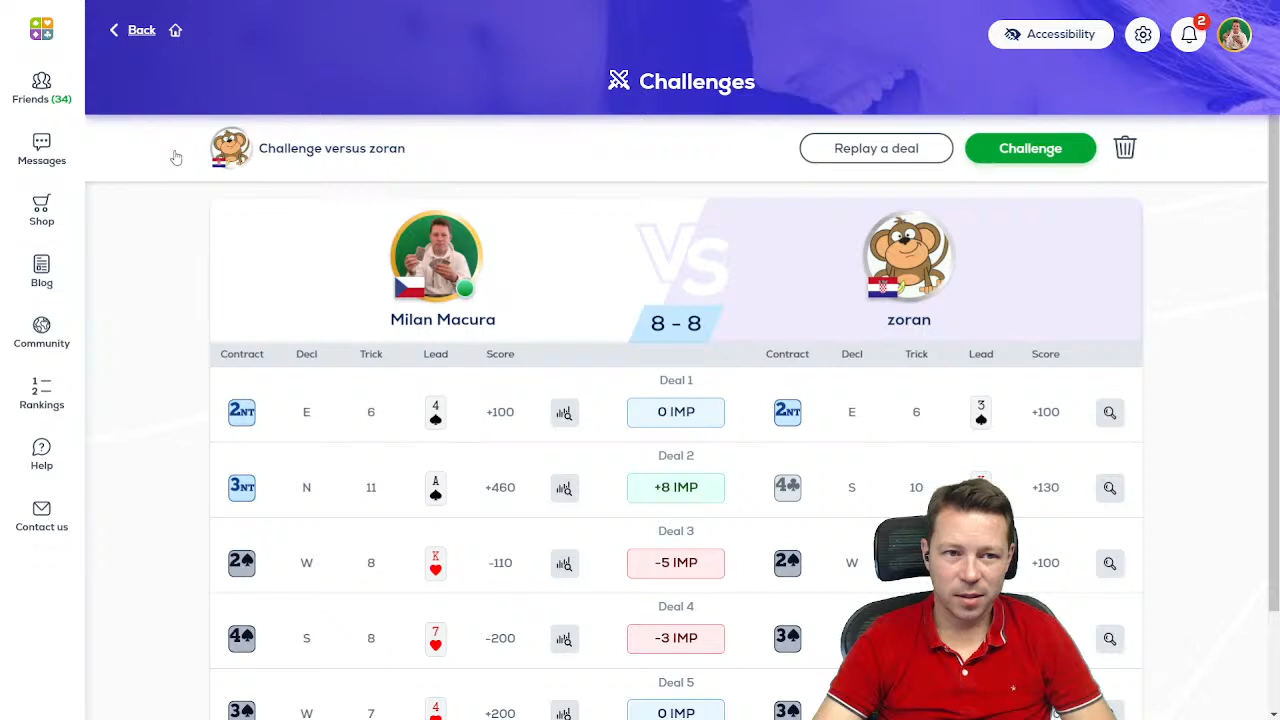 Back
Accessibility
2
Challenges
Friends (34)
Messages
Shop
Blog
Community
1
2
Rankings
Help
Contact us
Challenge versus zoran
Replay a deal
Challenge
VS
Milan Macura
8 - 8
zoran
Contract Decl Trick Lead Score Contract Decl Trick Lead Score
Deal 1
2NT E 6 4♠ +100 0 IMP 2NT E 6 3♠ +100
Deal 2
3NT N 11 A♠ +460 +8 IMP 4♣ S 10 +130
Deal 3
2♠ W 8 K♥ -110 -5 IMP 2♠ W +100
Deal 4
4♠ S 8 7♥ -200 -3 IMP 3♠
Deal 5
3♠ W 7 4♥ +200 0 IMP 3♠